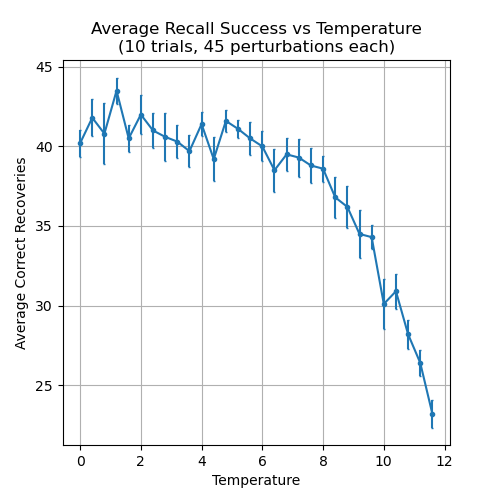 Average Recall Success vs Temperature
(10 trials, 45 perturbations each)
Average Correct Recoveries
45
40
35
30
25
0 2 4 6 8 10 12
Temperature